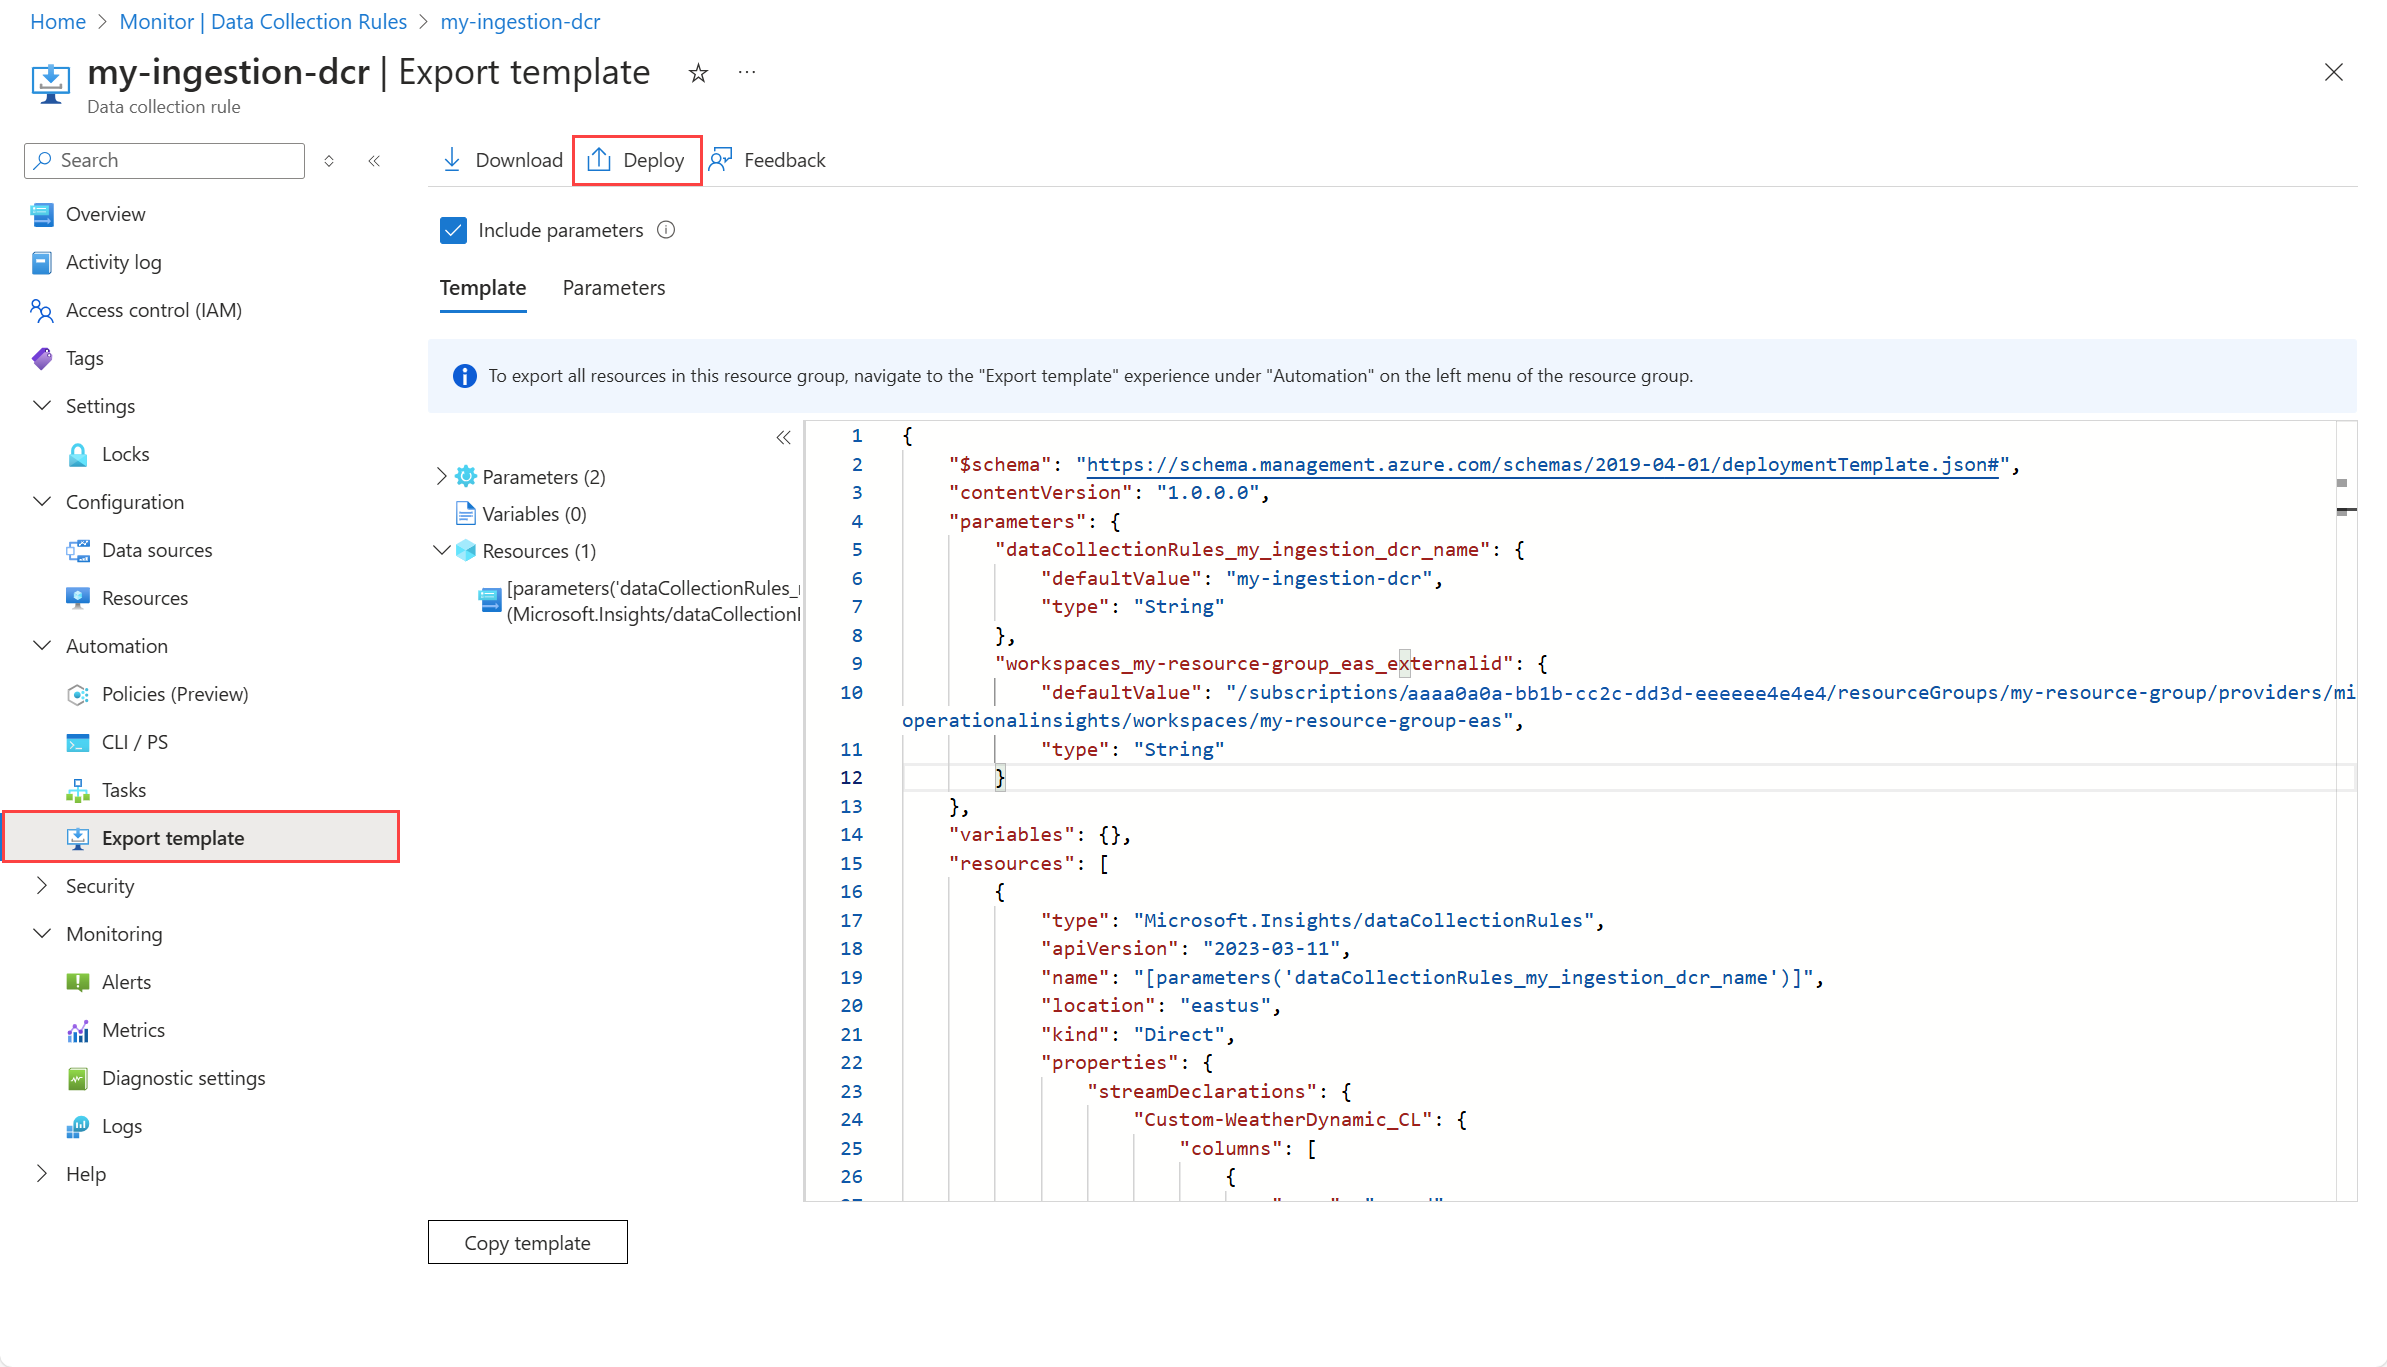 Home > Monitor | Data Collection Rules > my-ingestion-dcr
my-ingestion-dcr | Export template
Data collection rule
Search
Overview
Activity log
Access control (IAM)
Tags
Settings
Locks
Configuration
Data sources
Resources
Automation
Policies (Preview)
CLI / PS
Tasks
Export template
Security
Monitoring
Alerts
Metrics
Diagnostic settings
Logs
Help
Download
Deploy
Feedback
Include parameters
Template
Parameters
To export all resources in this resource group, navigate to the "Export template" experience under "Automation" on the left menu of the resource group.
Parameters (2)
Variables (0)
Resources (1)
[parameters('dataCollectionRules_
(Microsoft.Insights/dataCollection
1 {
2 "$schema": "https://schema.management.azure.com/schemas/2019-04-01/deploymentTemplate.json#",
3 "contentVersion": "1.0.0.0",
4 "parameters": {
5 "dataCollectionRules_my_ingestion_dcr_name": {
6 "defaultValue": "my-ingestion-dcr",
7 "type": "String"
8 },
9 "workspaces_my-resource-group_eas_externalid": {
10 "defaultValue": "/subscriptions/aaaa0a0a-bb1b-cc2c-dd3d-eeeeee4e4e4/resourceGroups/my-resource-group/providers/mi
operationalinsights/workspaces/my-resource-group-eas",
11 "type": "String"
12 }
13 },
14 "variables": {},
15 "resources": [
16 {
17 "type": "Microsoft.Insights/dataCollectionRules",
18 "apiVersion": "2023-03-11",
19 "name": "[parameters('dataCollectionRules_my_ingestion_dcr_name')]",
20 "location": "eastus",
21 "kind": "Direct",
22 "properties": {
23 "streamDeclarations": {
24 "Custom-WeatherDynamic_CL": {
25 "columns": [
26 {
Copy template